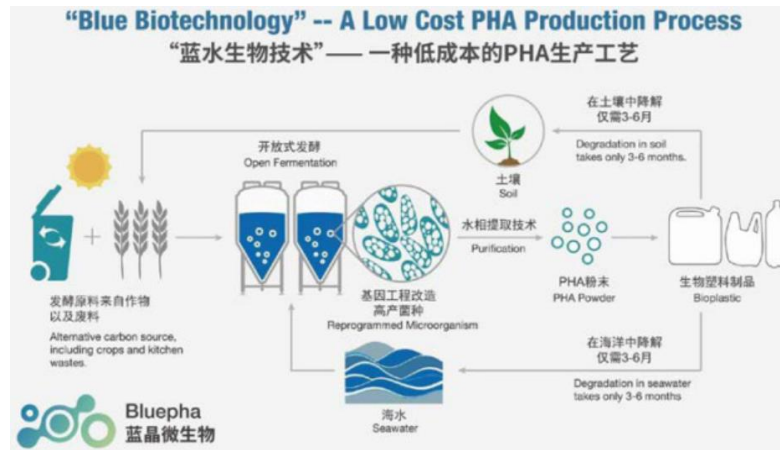 “Blue Biotechnology” -- A Low Cost PHA Production Process
“蓝水生物技术”—— 一种低成本的PHA生产工艺
在土壤中降解
仅需3-6月
Degradation in soil
takes only 3-6 months.
土壤
Soil
开放式发酵
Open Fermentation
水相提取技术
Purification
发酵原料来自作物
以及废料
Alternative carbon source,
including crops and kitchen
wastes.
基因工程改造
高产菌种
Reprogrammed Microorganism
PHA粉末
PHA Powder
生物塑料制品
Bioplastic
在海洋中降解
仅需3-6月
Degradation in seawater
takes only 3-6 months
海水
Seawater
Bluepha
蓝晶微生物